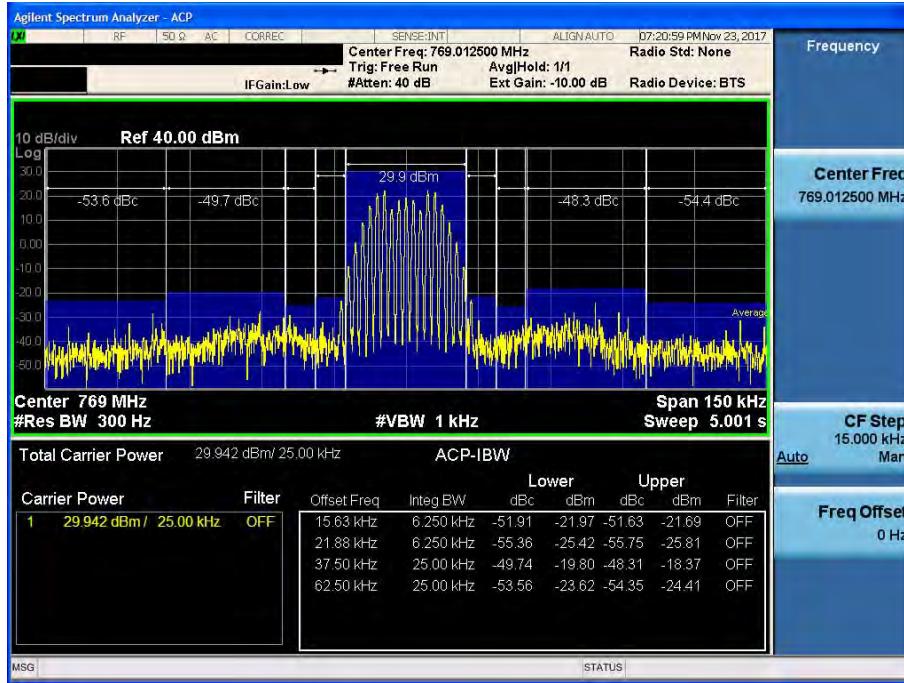 Agilent Spectrum Analyzer - ACP
LXI RF 50 Ω AC CORREC SENSE:INT ALIGN AUTO 07:20:59 PM Nov 23, 2017
Center Freq: 769.012500 MHz Radio Std: None
Trig: Free Run Avg|Hold: 1/1
IFGain:Low #Atten: 40 dB Ext Gain: -10.00 dB Radio Device: BTS
Frequency
10 dB/div Ref 40.00 dBm
Log
30.0
20.0
10.0
0.00
-10.0
-20.0
-30.0
-40.0
-50.0
29.9 dBm
-53.6 dBc -49.7 dBc -48.3 dBc -54.4 dBc
Average
Center 769 MHz Span 150 kHz
#Res BW 300 Hz #VBW 1 kHz Sweep 5.001 s
Center Freq
769.012500 MHz
CF Step
15.000 kHz
Auto Man
Freq Offset
0 Hz
Total Carrier Power 29.942 dBm/ 25.00 kHz ACP-IBW
Lower Upper
Carrier Power Filter Offset Freq Integ BW dBc dBm dBc dBm Filter
1 29.942 dBm / 25.00 kHz OFF
15.63 kHz 6.250 kHz -51.91 -21.97 -51.63 -21.69 OFF
21.88 kHz 6.250 kHz -55.36 -25.42 -55.75 -25.81 OFF
37.50 kHz 25.00 kHz -49.74 -19.80 -48.31 -18.37 OFF
62.50 kHz 25.00 kHz -53.56 -23.62 -54.35 -24.41 OFF
MSG STATUS